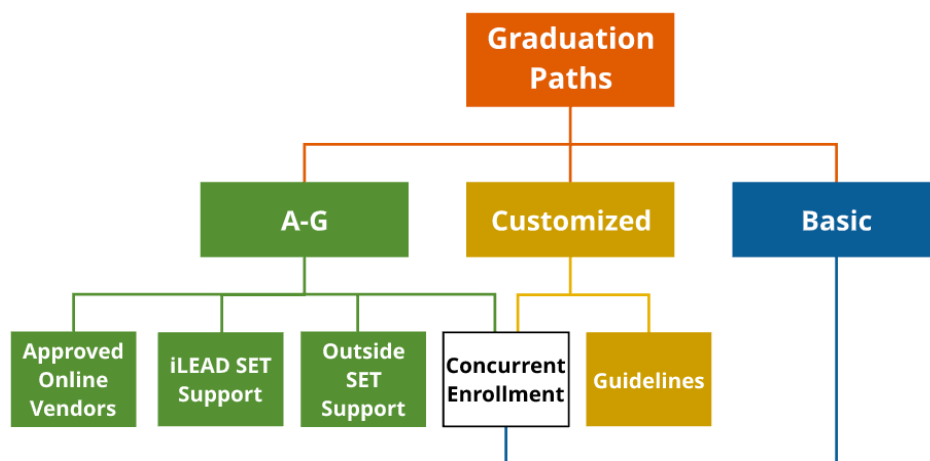 Graduation
Paths
A-G
Customized
Basic
Approved
Online
Vendors
iLEAD SET
Support
Outside
SET
Support
Concurrent
Enrollment
Guidelines